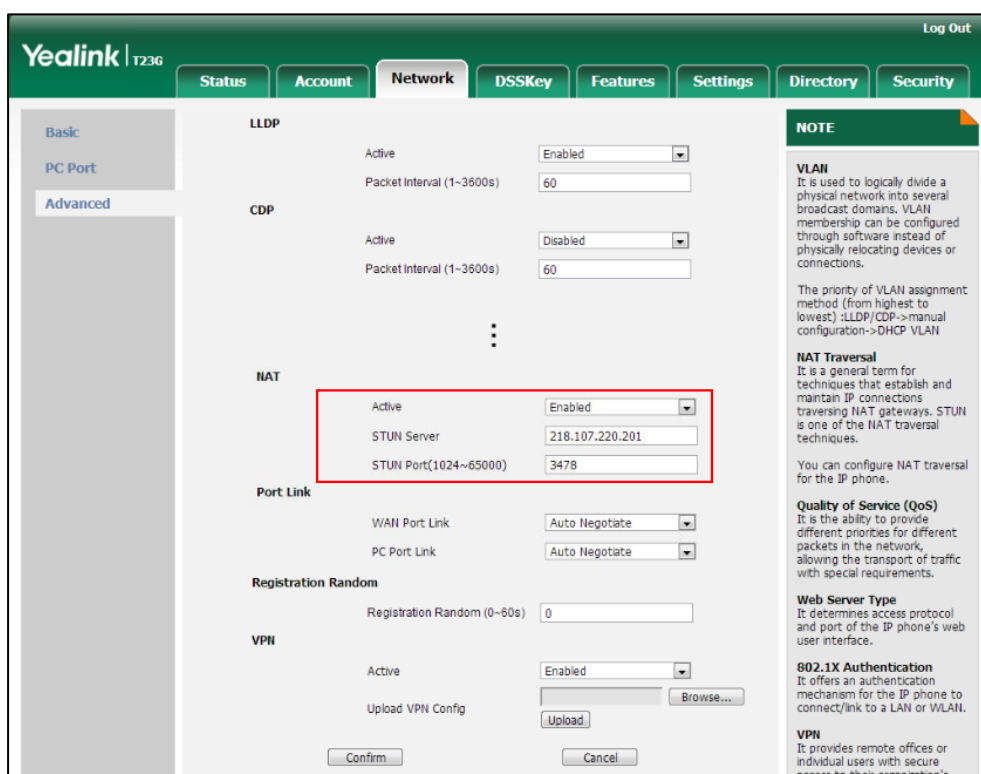 Log Out
Yealink | T23G
Status Account Network DSSKey Features Settings Directory Security
Basic
PC Port
Advanced
LLDP
Active Enabled
Packet Interval (1~3600s) 60
CDP
Active Disabled
Packet Interval (1~3600s) 60
NAT
Active Enabled
STUN Server 218.107.220.201
STUN Port(1024~65000) 3478
Port Link
WAN Port Link Auto Negotiate
PC Port Link Auto Negotiate
Registration Random
Registration Random (0~60s) 0
VPN
Active Enabled
Upload VPN Config Browse...
Upload
Confirm Cancel
NOTE
VLAN
It is used to logically divide a
physical network into several
broadcast domains. VLAN
membership can be configured
through software instead of
physically relocating devices or
connections.
The priority of VLAN assignment
method (from highest to
lowest) :LLDP/CDP->manual
configuration->DHCP VLAN
NAT Traversal
It is a general term for
techniques that establish and
maintain IP connections
traversing NAT gateways. STUN
is one of the NAT traversal
techniques.
You can configure NAT traversal
for the IP phone.
Quality of Service (QoS)
It is the ability to provide
different priorities for different
packets in the network,
allowing the transport of traffic
with special requirements.
Web Server Type
It determines access protocol
and port of the IP phone's web
user interface.
802.1X Authentication
It offers an authentication
mechanism for the IP phone to
connect/link to a LAN or WLAN.
VPN
It provides remote offices or
individual users with secure
access to their organization's